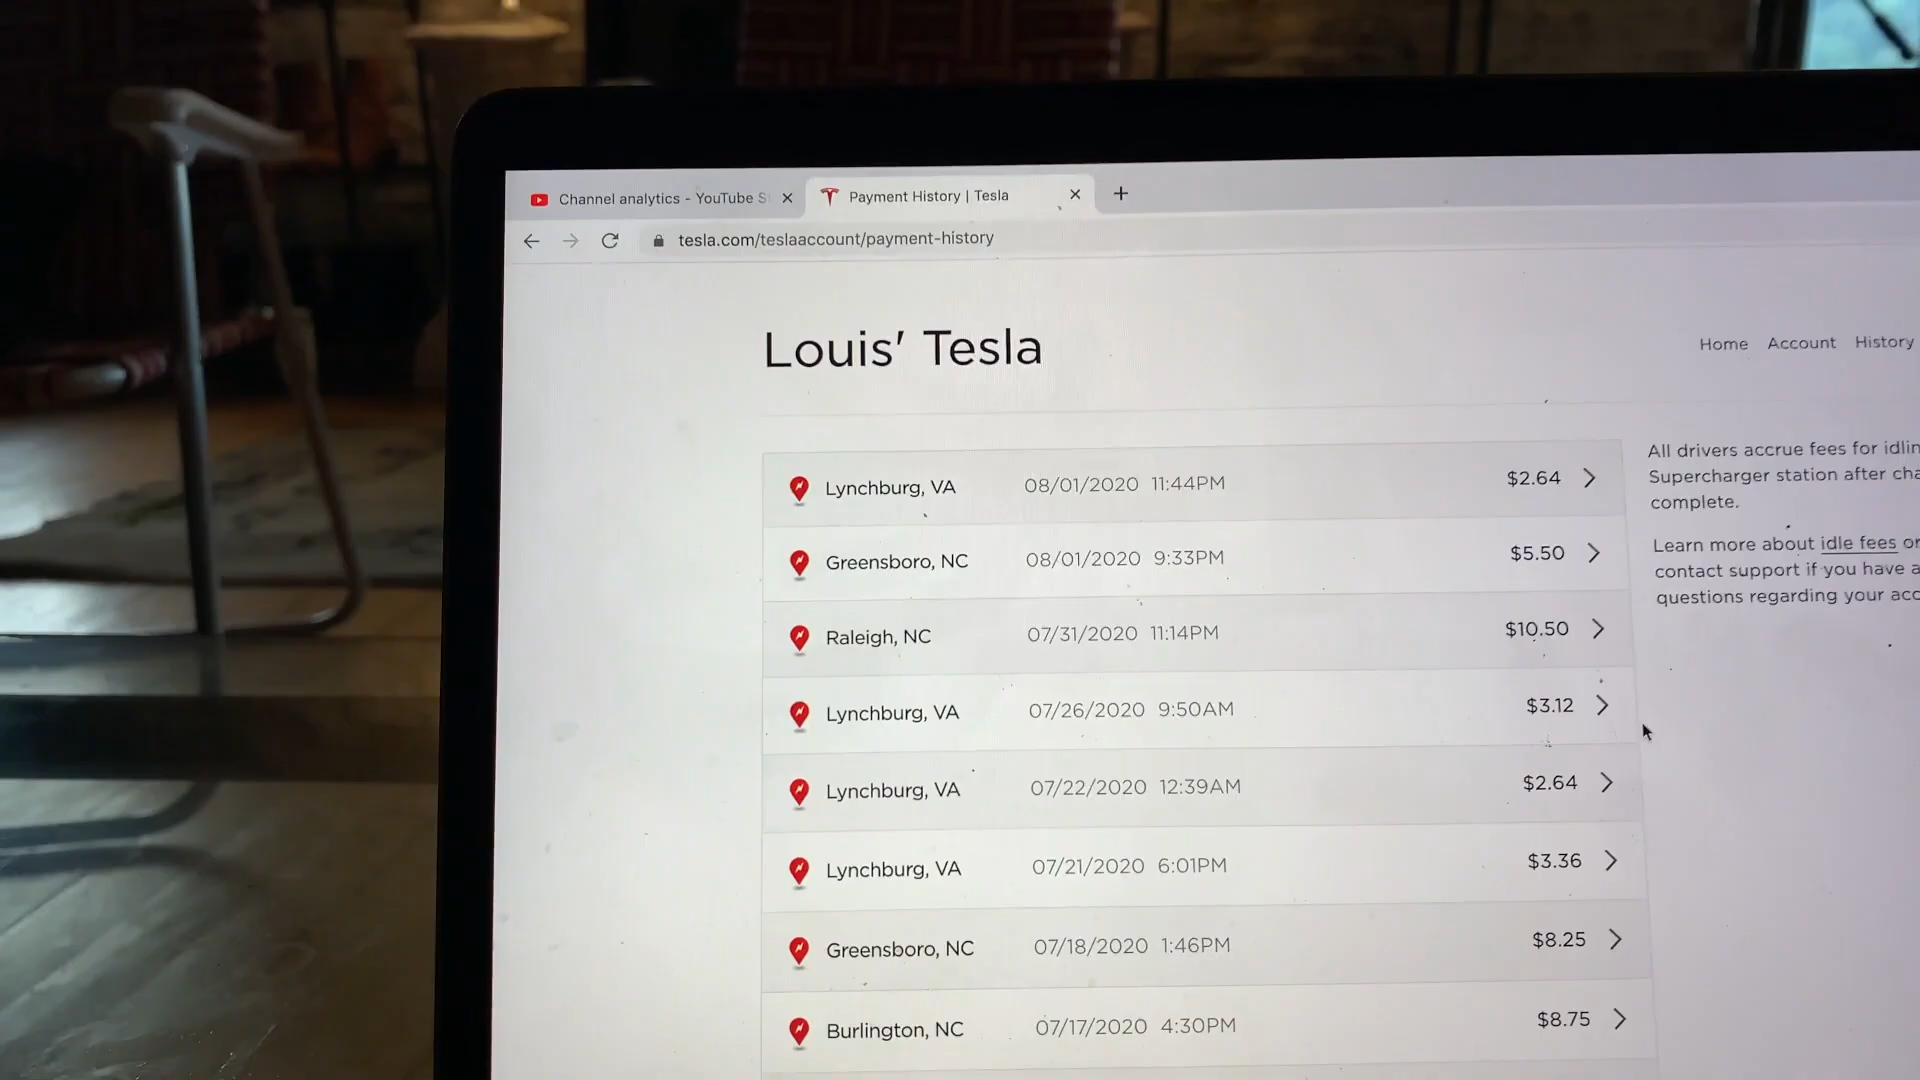 Channel analytics - YouTube S
Payment History | Tesla
tesla.com/teslaaccount/payment-history
Louis' Tesla
Home Account History
Lynchburg, VA 08/01/2020 11:44PM $2.64
Greensboro, NC 08/01/2020 9:33PM $5.50
Raleigh, NC 07/31/2020 11:14PM $10.50
Lynchburg, VA 07/26/2020 9:50AM $3.12
Lynchburg, VA 07/22/2020 12:39AM $2.64
Lynchburg, VA 07/21/2020 6:01PM $3.36
Greensboro, NC 07/18/2020 1:46PM $8.25
Burlington, NC 07/17/2020 4:30PM $8.75
All drivers accrue fees for idlin
Supercharger station after cha
complete.
Learn more about idle fees or
contact support if you have a
questions regarding your acc